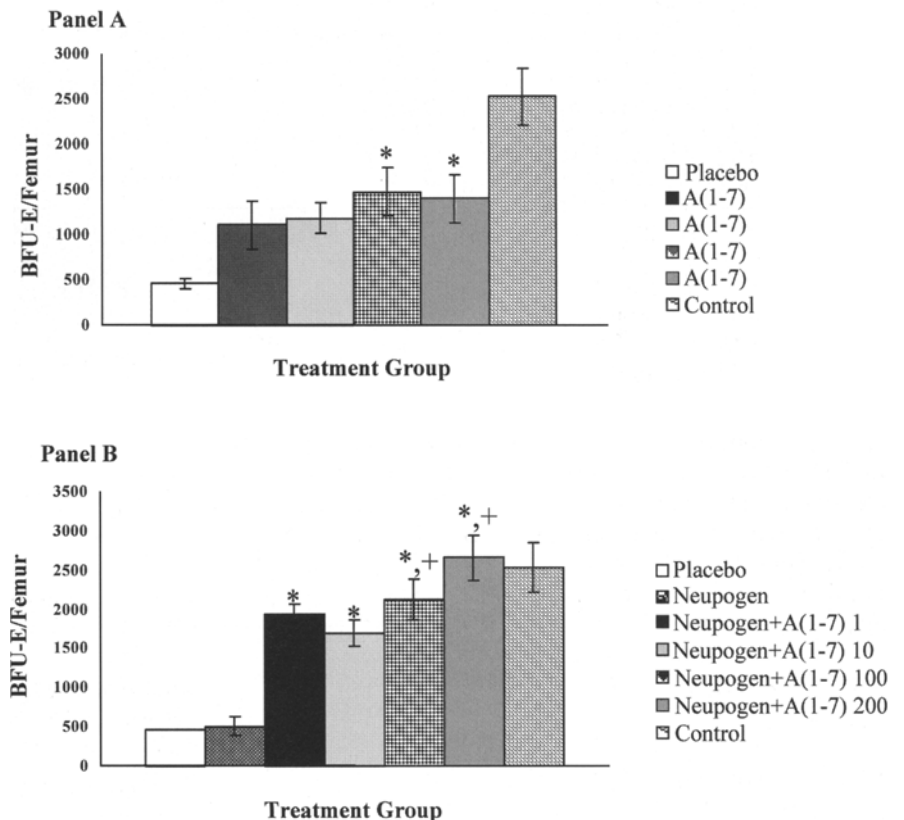 Panel A
3000
2500
2000
1500
1000
500
0
BFU-E/Femur
* *
Treatment Group
Placebo
A(1-7)
A(1-7)
A(1-7)
A(1-7)
Control
Panel B
3500
3000
2500
2000
1500
1000
500
0
BFU-E/Femur
* * *,+ *,+
Treatment Group
Placebo
Neupogen
Neupogen+A(1-7) 1
Neupogen+A(1-7) 10
Neupogen+A(1-7) 100
Neupogen+A(1-7) 200
Control